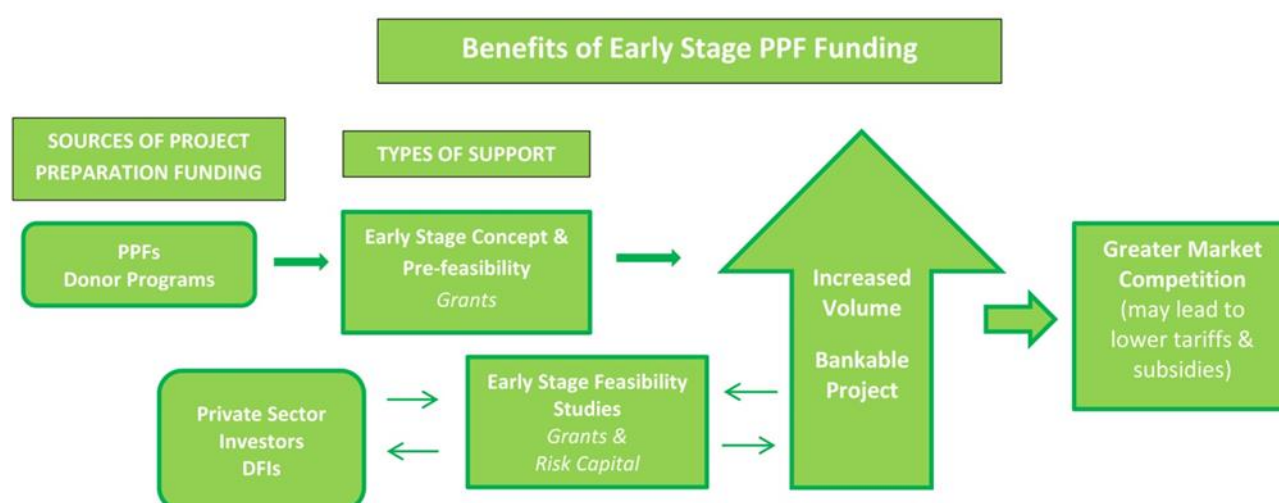 Benefits of Early Stage PPF Funding
SOURCES OF PROJECT
PREPARATION FUNDING
TYPES OF SUPPORT
PPFs
Donor Programs
Early Stage Concept &
Pre-feasibility
Grants
Increased
Volume
Bankable
Project
Greater Market
Competition
(may lead to
lower tariffs &
subsidies)
Private Sector
Investors
DFIs
Early Stage Feasibility
Studies
Grants &
Risk Capital